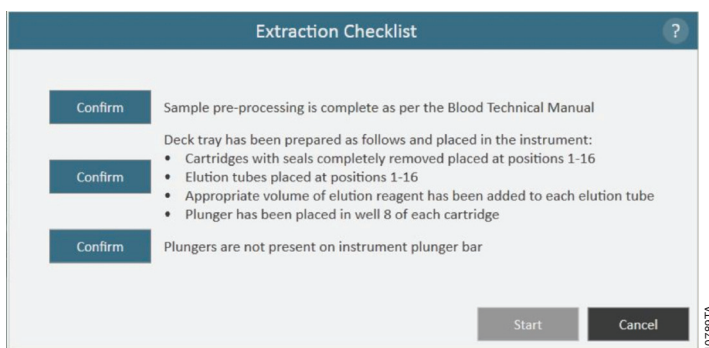 Extraction Checklist
?
Confirm
Sample pre-processing is complete as per the Blood Technical Manual
Confirm
Deck tray has been prepared as follows and placed in the instrument:
• Cartridges with seals completely removed placed at positions 1-16
• Elution tubes placed at positions 1-16
• Appropriate volume of elution reagent has been added to each elution tube
• Plunger has been placed in well 8 of each cartridge
Confirm
Plungers are not present on instrument plunger bar
Start
Cancel